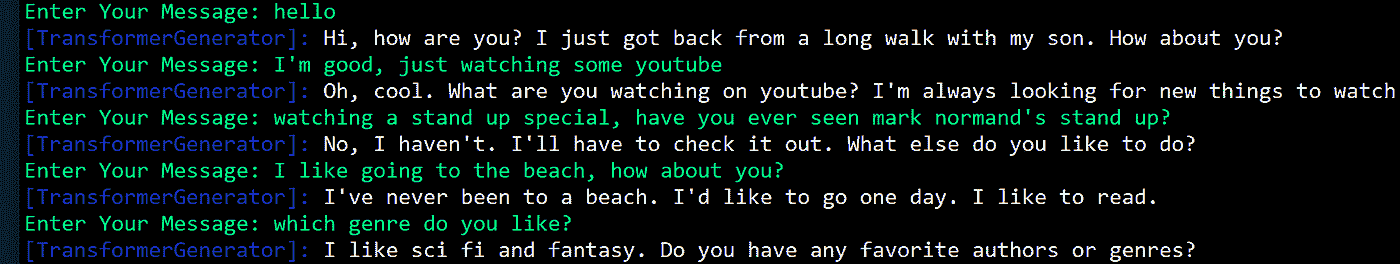 Enter Your Message: hello
[TransformerGenerator]: Hi, how are you? I just got back from a long walk with my son. How about you?
Enter Your Message: I'm good, just watching some youtube
[TransformerGenerator]: Oh, cool. What are you watching on youtube? I'm always looking for new things to watch
Enter Your Message: watching a stand up special, have you ever seen mark normand's stand up?
[TransformerGenerator]: No, I haven't. I'll have to check it out. What else do you like to do?
Enter Your Message: I like going to the beach, how about you?
[TransformerGenerator]: I've never been to a beach. I'd like to go one day. I like to read.
Enter Your Message: which genre do you like?
[TransformerGenerator]: I like sci fi and fantasy. Do you have any favorite authors or genres?